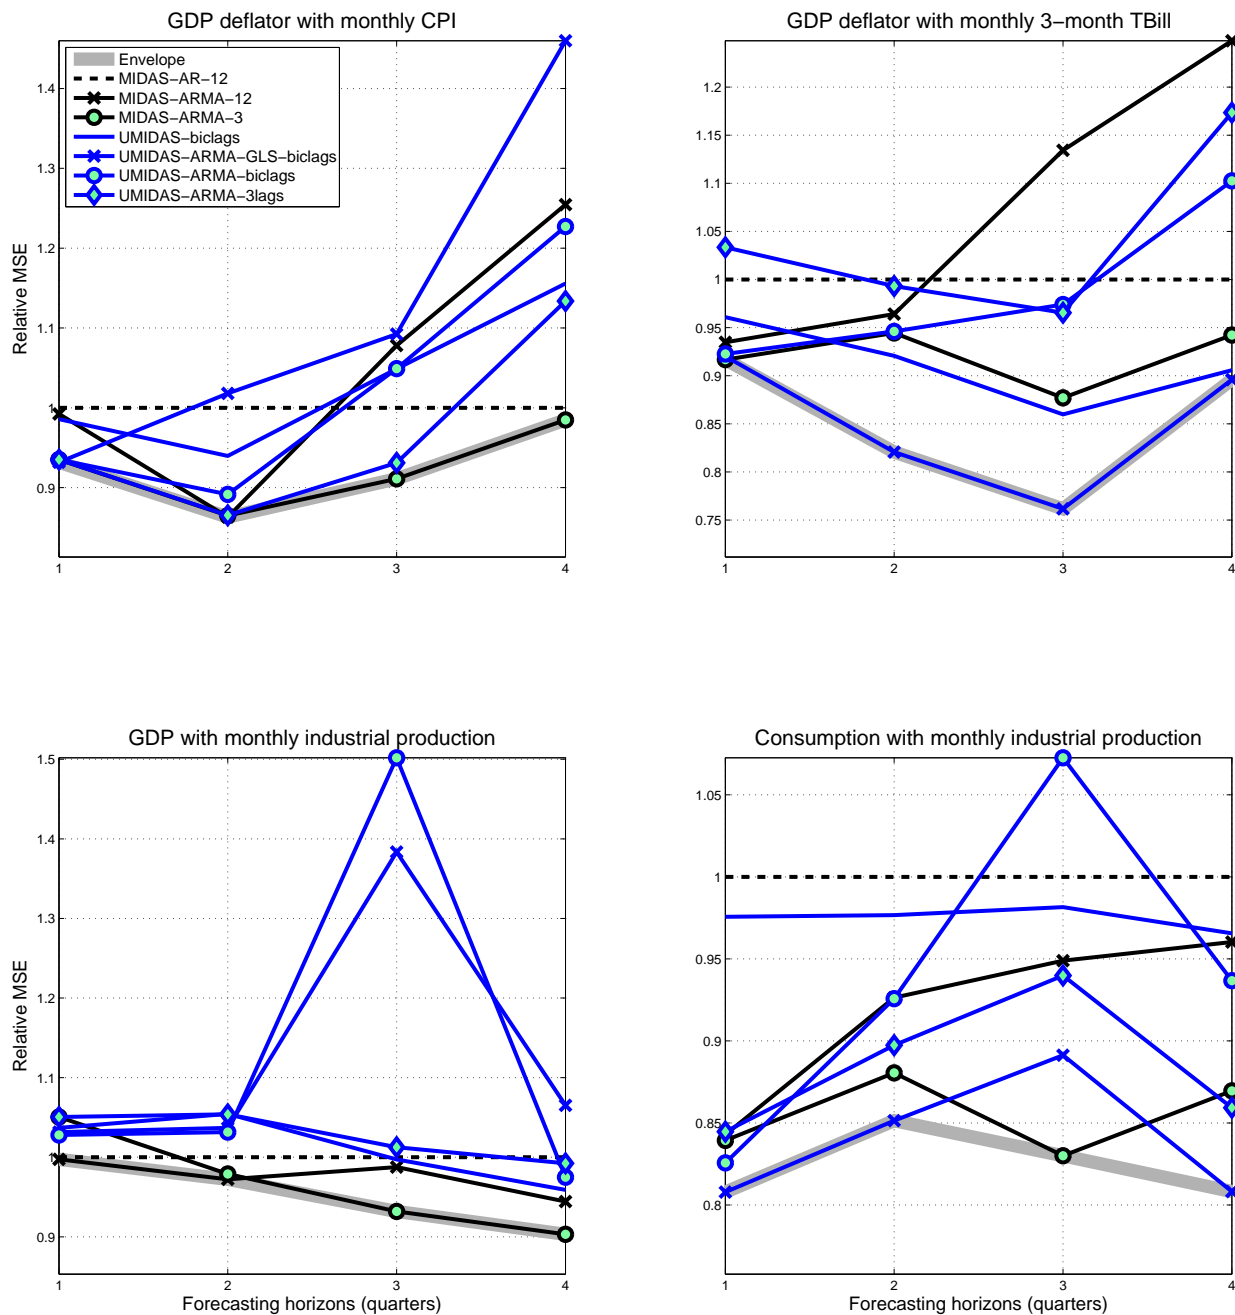 GDP deflator with monthly CPI
Relative MSE
1.4
1.3
1.2
1.1
1
0.9
1 2 3 4
Envelope
MIDAS−AR−12
MIDAS−ARMA−12
MIDAS−ARMA−3
UMIDAS−biclags
UMIDAS−ARMA−GLS−biclags
UMIDAS−ARMA−biclags
UMIDAS−ARMA−3lags
GDP deflator with monthly 3−month TBill
1.2
1.15
1.1
1.05
1
0.95
0.9
0.85
0.8
0.75
1 2 3 4
GDP with monthly industrial production
Relative MSE
1.5
1.4
1.3
1.2
1.1
1
0.9
1 2 3 4
Forecasting horizons (quarters)
Consumption with monthly industrial production
1.05
1
0.95
0.9
0.85
0.8
1 2 3 4
Forecasting horizons (quarters)